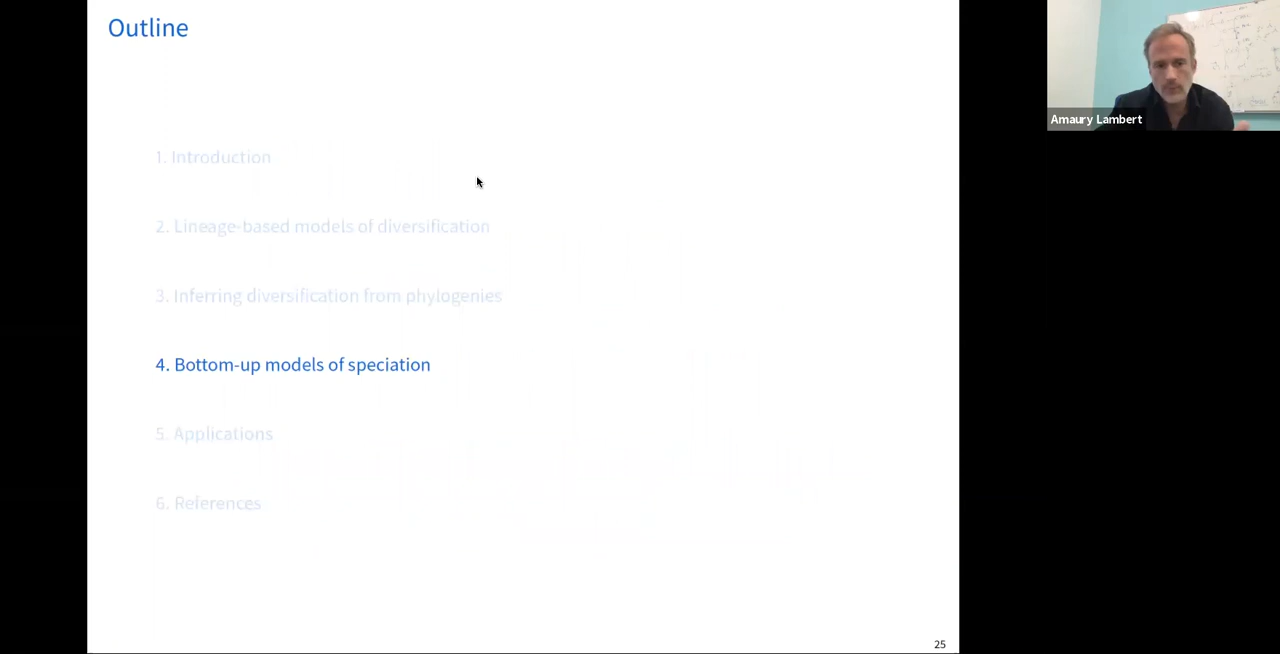 Outline
1. Introduction
2. Lineage-based models of diversification
3. Inferring diversification from phylogenies
4. Bottom-up models of speciation
5. Applications
6. References
25
Amaury Lambert